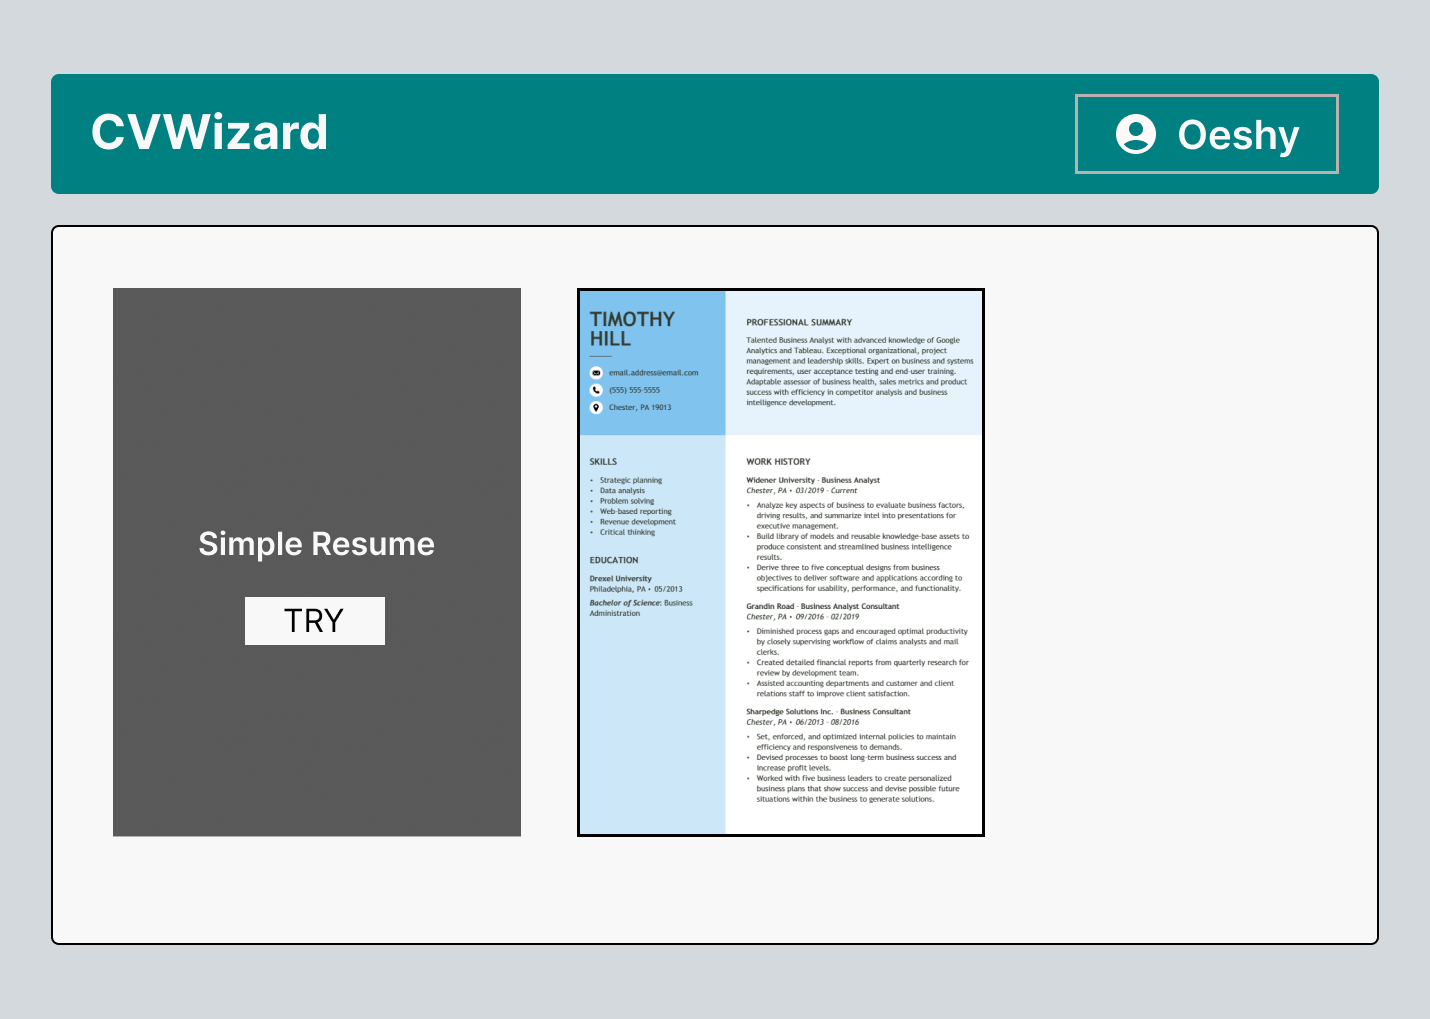 CVWizard
Oeshy
Simple Resume
TRY
TIMOTHY
HILL
email.address@email.com
(555) 555-5555
Chester, PA 19013
SKILLS
• Strategic planning
• Data analysis
• Problem solving
• Web-based reporting
• Revenue development
• Critical thinking
EDUCATION
Drexel University
Philadelphia, PA • 05/2013
Bachelor of Science: Business
Administration
PROFESSIONAL SUMMARY
Talented Business Analyst with advanced knowledge of Google
Analytics and Tableau. Exceptional organizational, project
management and leadership skills. Expert on business and systems
requirements, user acceptance testing and end-user training.
Adaptable assessor of business health, sales metrics and product
success with efficiency in competitor analysis and business
intelligence development.
WORK HISTORY
Widener University - Business Analyst
Chester, PA • 03/2019 - Current
• Analyze key aspects of business to evaluate business factors,
driving results, and summarize intel into presentations for
executive management.
• Build library of models and reusable knowledge-base assets to
produce consistent and streamlined business intelligence
results.
• Derive three to five conceptual designs from business
objectives to deliver software and applications according to
specifications for usability, performance, and functionality.
Grandin Road - Business Analyst Consultant
Chester, PA • 09/2016 - 02/2019
• Diminished process gaps and encouraged optimal productivity
by closely supervising workflow of claims analysts and mail
clerks.
• Created detailed financial reports from quarterly research for
review by development team.
• Assisted accounting departments and customer and client
relations staff to improve client satisfaction.
Sharpedge Solutions Inc. - Business Consultant
Chester, PA • 06/2013 - 08/2016
• Set, enforced, and optimized internal policies to maintain
efficiency and responsiveness to demands.
• Devised processes to boost long-term business success and
increase profit levels.
• Worked with five business leaders to create personalized
business plans that show success and devise possible future
situations within the business to generate solutions.